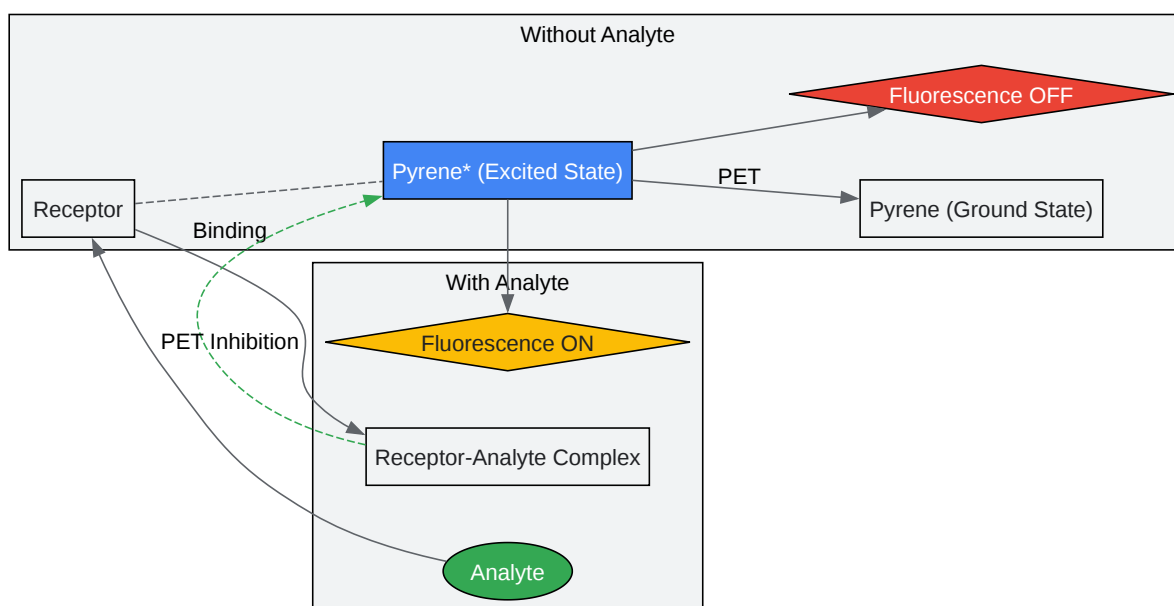 Without Analyte
Fluorescence OFF
Pyrene* (Excited State)
PET
Receptor
Pyrene (Ground State)
Binding
With Analyte
PET Inhibition
Fluorescence ON
Receptor-Analyte Complex
Analyte